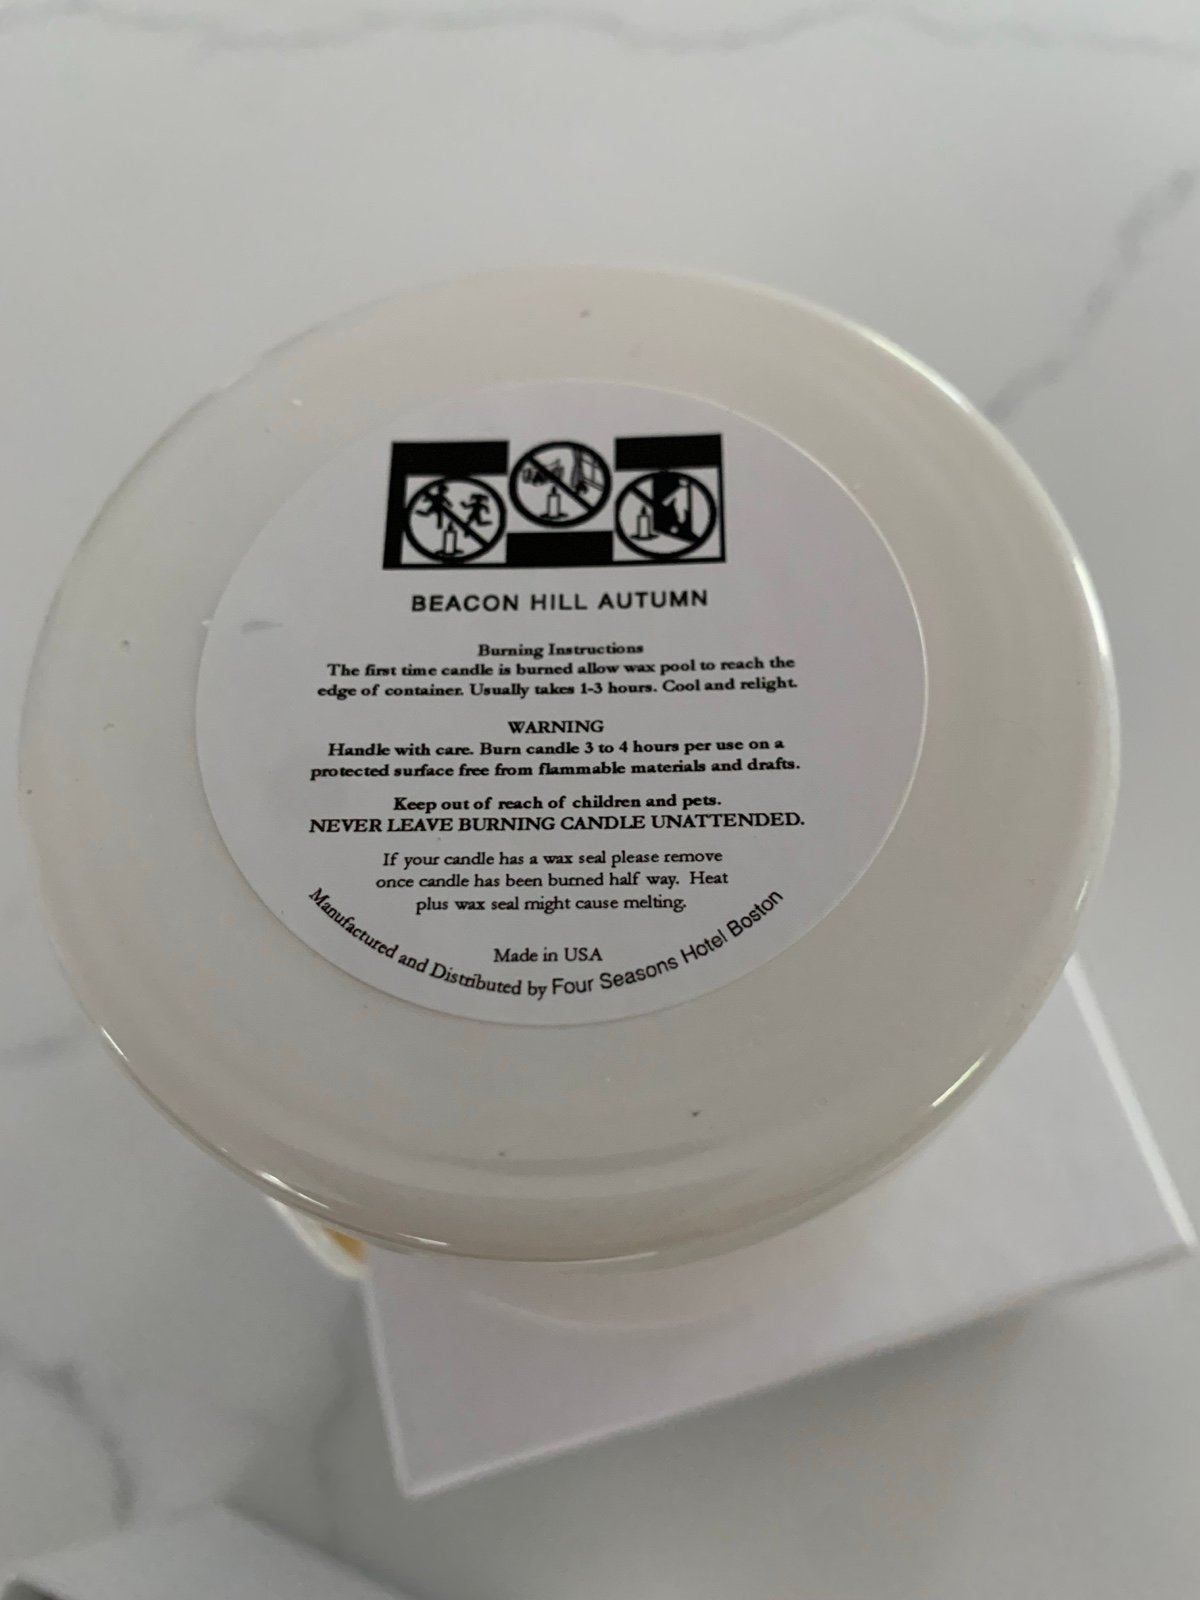 BEACON HILL AUTUMN
Burning Instructions
The first time candle is burned allow wax pool to reach the
edge of container. Usually takes 1-3 hours. Cool and relight.
WARNING
Handle with care. Burn candle 3 to 4 hours per use on a
protected surface free from flammable materials and drafts.
Keep out of reach of children and pets.
NEVER LEAVE BURNING CANDLE UNATTENDED.
If your candle has a wax seal please remove
once candle has been burned half way. Heat
plus wax seal might cause melting.
Made in USA
Manufactured and Distributed by Four Seasons Hotel Boston